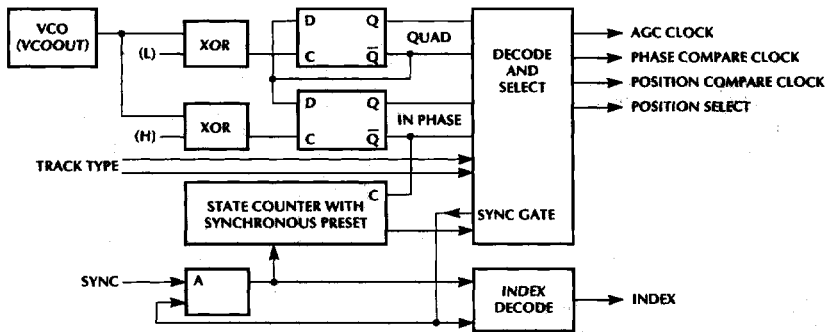 VCO
(VCOOUT)
(L)
XOR
D Q
C Q̅
QUAD
DECODE
AND
SELECT
AGC CLOCK
PHASE COMPARE CLOCK
POSITION COMPARE CLOCK
POSITION SELECT
(H)
XOR
D Q
C Q̅
IN PHASE
TRACK TYPE
C
STATE COUNTER WITH
SYNCHRONOUS PRESET
SYNC GATE
SYNC
A
INDEX
DECODE
INDEX